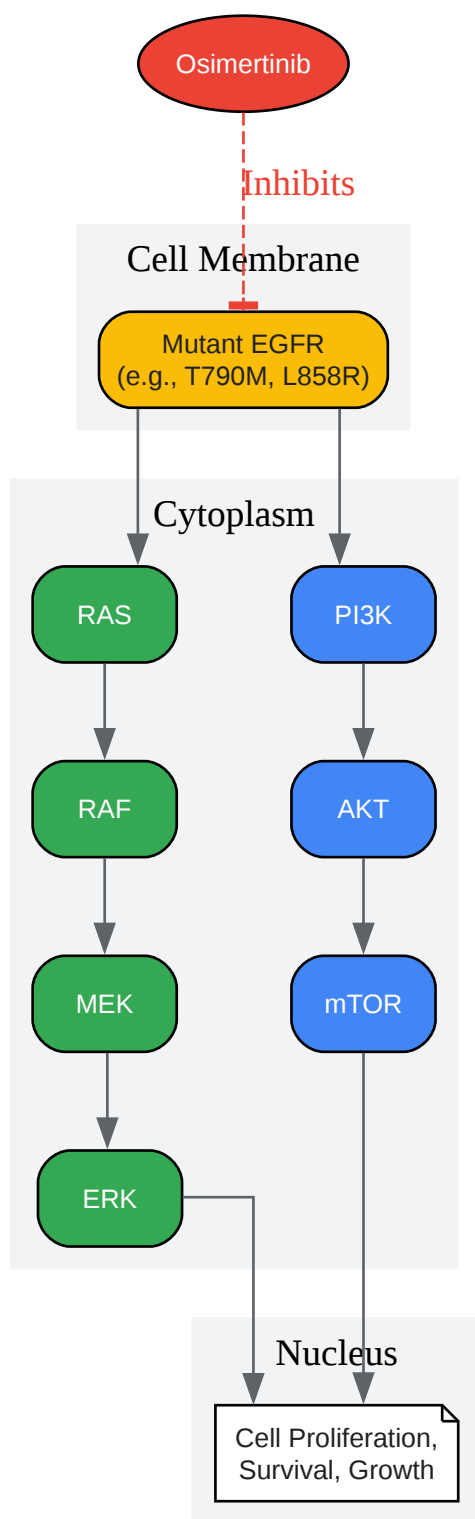 Osimertinib
Inhibits
Cell Membrane
Mutant EGFR
(e.g., T790M, L858R)
Cytoplasm
RAS
PI3K
RAF
AKT
MEK
mTOR
ERK
Nucleus
Cell Proliferation,
Survival, Growth